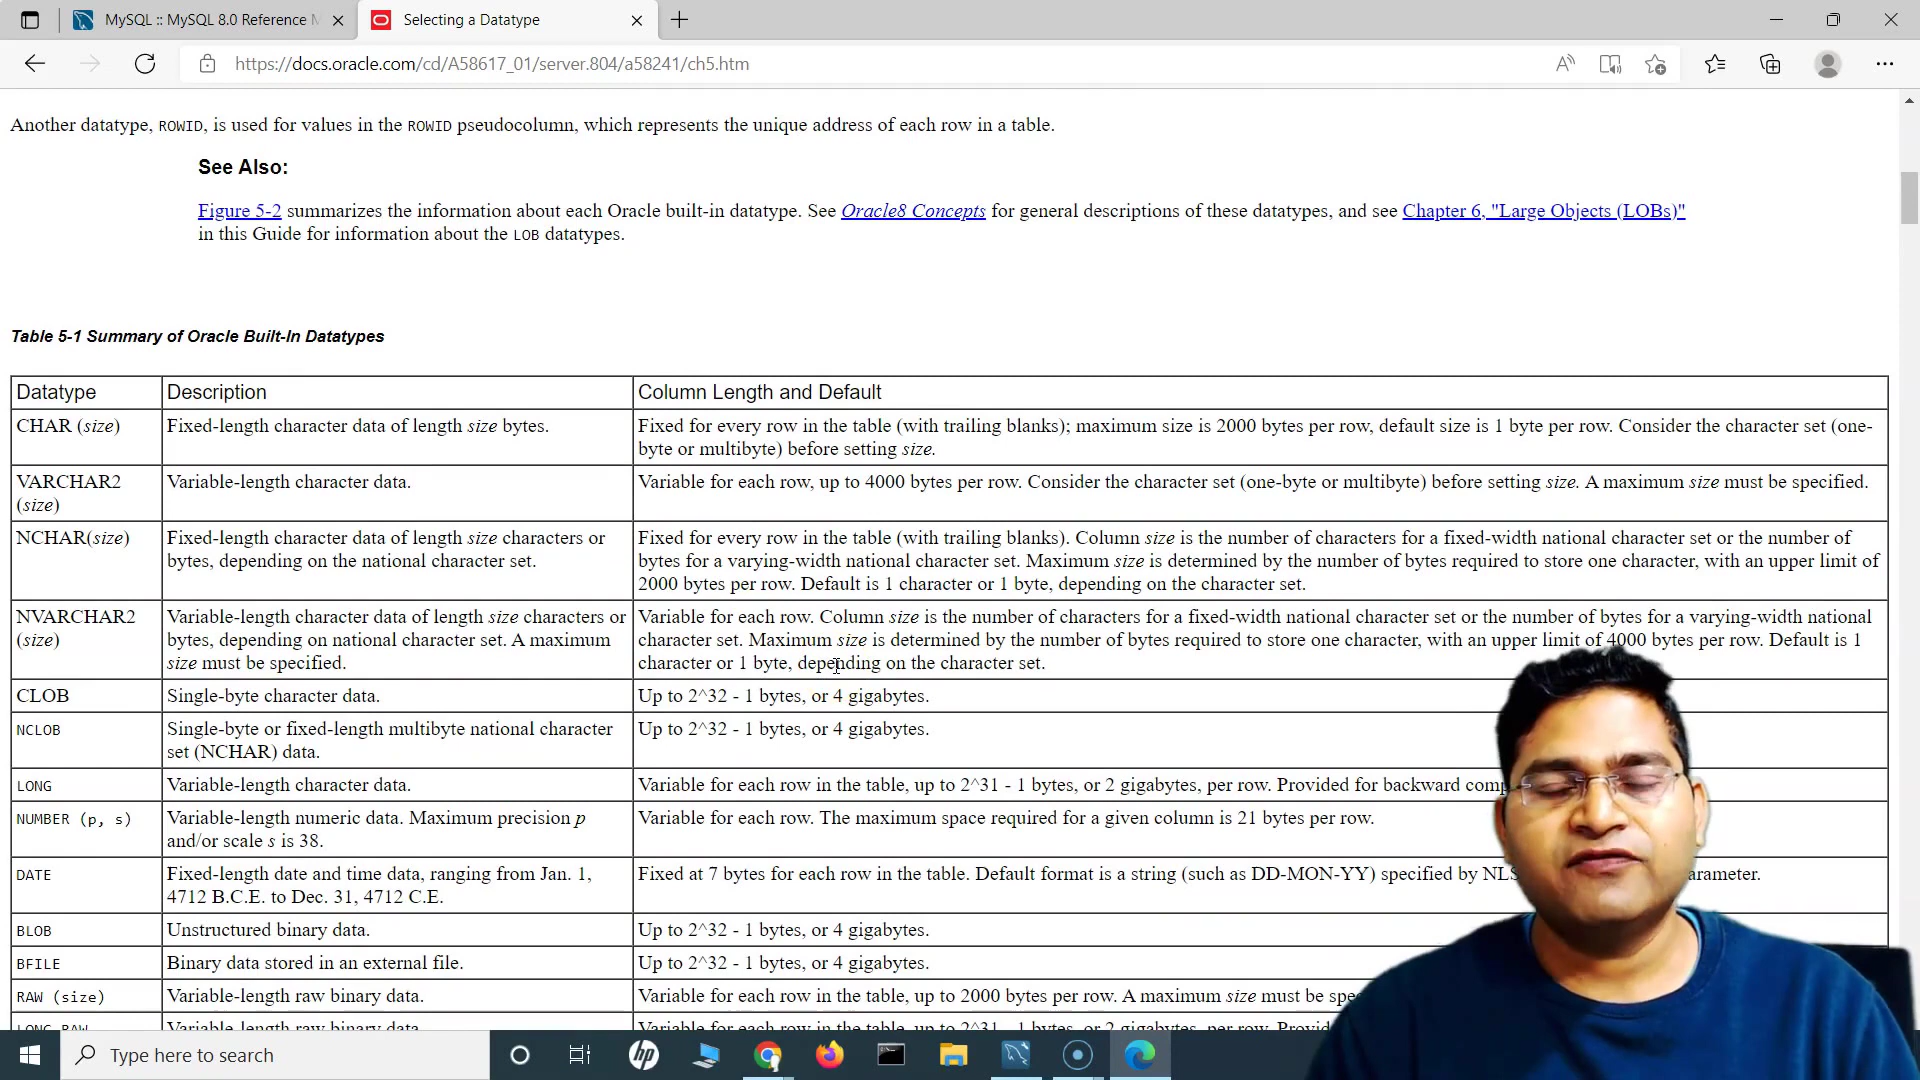 MySQL :: MySQL 8.0 Reference M
Selecting a Datatype
https://docs.oracle.com/cd/A58617_01/server.804/a58241/ch5.htm
Another datatype, ROWID, is used for values in the ROWID pseudocolumn, which represents the unique address of each row in a table.
See Also:
Figure 5-2 summarizes the information about each Oracle built-in datatype. See Oracle8 Concepts for general descriptions of these datatypes, and see Chapter 6, "Large Objects (LOBs)"
in this Guide for information about the LOB datatypes.
Table 5-1 Summary of Oracle Built-In Datatypes
Datatype Description Column Length and Default
CHAR (size) Fixed-length character data of length size bytes. Fixed for every row in the table (with trailing blanks); maximum size is 2000 bytes per row, default size is 1 byte per row. Consider the character set (one-
byte or multibyte) before setting size.
VARCHAR2 Variable-length character data. Variable for each row, up to 4000 bytes per row. Consider the character set (one-byte or multibyte) before setting size. A maximum size must be specified.
(size)
NCHAR(size) Fixed-length character data of length size characters or Fixed for every row in the table (with trailing blanks). Column size is the number of characters for a fixed-width national character set or the number of
bytes, depending on the national character set. bytes for a varying-width national character set. Maximum size is determined by the number of bytes required to store one character, with an upper limit of
2000 bytes per row. Default is 1 character or 1 byte, depending on the character set.
NVARCHAR2 Variable-length character data of length size characters or Variable for each row. Column size is the number of characters for a fixed-width national character set or the number of bytes for a varying-width national
(size) bytes, depending on national character set. A maximum character set. Maximum size is determined by the number of bytes required to store one character, with an upper limit of 4000 bytes per row. Default is 1
size must be specified. character or 1 byte, depending on the character set.
CLOB Single-byte character data. Up to 2^32 - 1 bytes, or 4 gigabytes.
NCLOB Single-byte or fixed-length multibyte national character Up to 2^32 - 1 bytes, or 4 gigabytes.
set (NCHAR) data.
LONG Variable-length character data. Variable for each row in the table, up to 2^31 - 1 bytes, or 2 gigabytes, per row. Provided for backward comp
NUMBER (p, s) Variable-length numeric data. Maximum precision p Variable for each row. The maximum space required for a given column is 21 bytes per row.
and/or scale s is 38.
DATE Fixed-length date and time data, ranging from Jan. 1, Fixed at 7 bytes for each row in the table. Default format is a string (such as DD-MON-YY) specified by NLS arameter.
4712 B.C.E. to Dec. 31, 4712 C.E.
BLOB Unstructured binary data. Up to 2^32 - 1 bytes, or 4 gigabytes.
BFILE Binary data stored in an external file. Up to 2^32 - 1 bytes, or 4 gigabytes.
RAW (size) Variable-length raw binary data. Variable for each row in the table, up to 2000 bytes per row. A maximum size must be spe
LONG RAW Variable-length raw binary data. Variable for each row in the table, up to 2^31 - 1 bytes, or 2 gigabytes, per row. Provid
Type here to search
hp